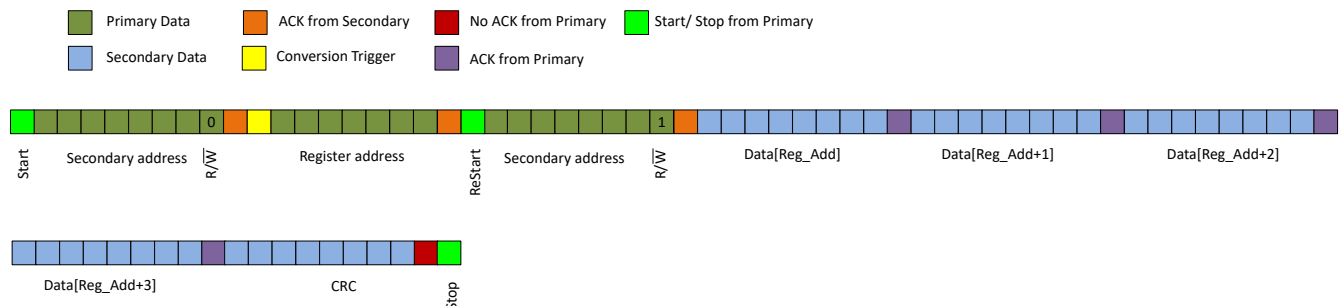 Primary Data
ACK from Secondary
No ACK from Primary
Start/ Stop from Primary
Secondary Data
Conversion Trigger
ACK from Primary
0
1
Start
Secondary address
R/W
Register address
ReStart
Secondary address
R/W
Data[Reg_Add]
Data[Reg_Add+1]
Data[Reg_Add+2]
Data[Reg_Add+3]
CRC
Stop